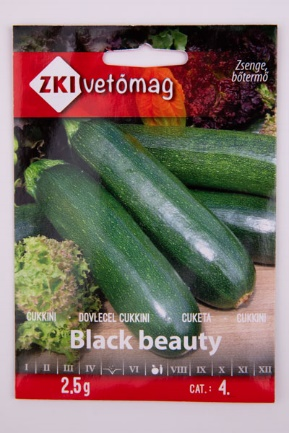 ZKI vetőmag
Zsenge,
bőtermő
CUKKINI · DOVLECEL CUKKINI · CUKETA · CUKKINI
Black beauty
I II III IV VI VIII IX X XI XII
2,5g CAT.: 4.